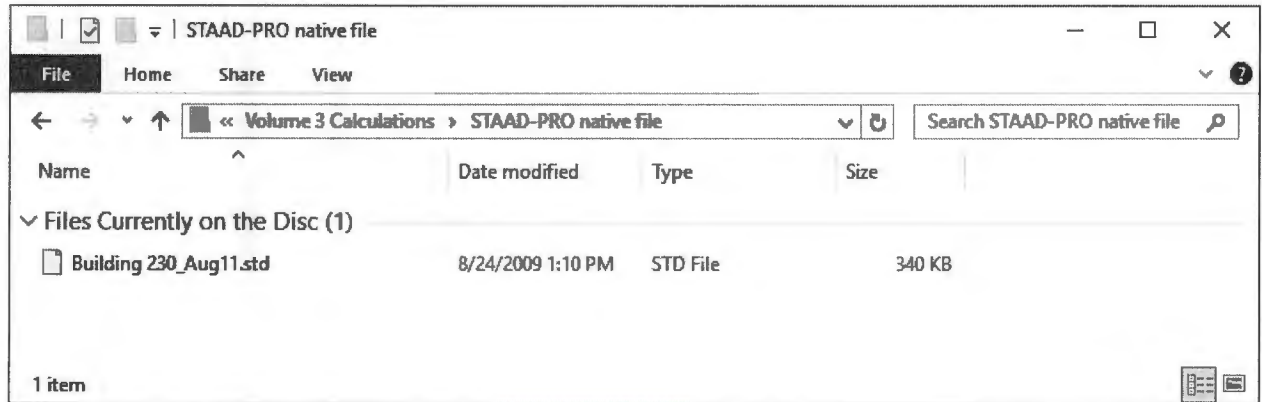 STAAD-PRO native file
File Home Share View
« Volume 3 Calculations › STAAD-PRO native file Search STAAD-PRO native file
Name Date modified Type Size
Files Currently on the Disc (1)
Building 230_Aug11.std 8/24/2009 1:10 PM STD File 340 KB
1 item